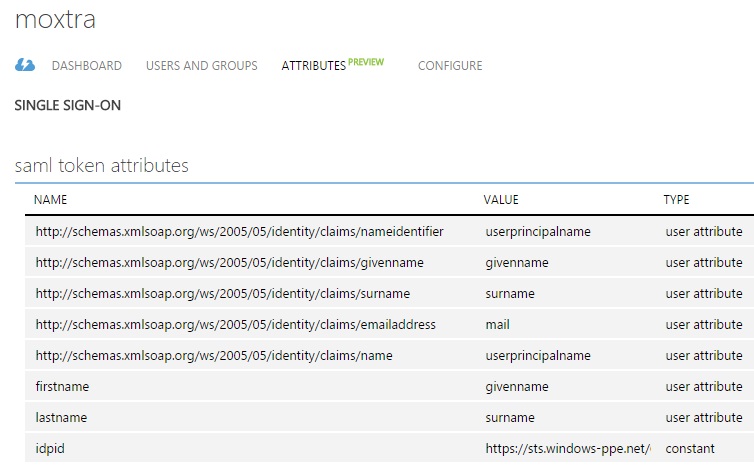 moxtra
DASHBOARD USERS AND GROUPS ATTRIBUTES PREVIEW CONFIGURE
SINGLE SIGN-ON
saml token attributes
NAME VALUE TYPE
http://schemas.xmlsoap.org/ws/2005/05/identity/claims/nameidentifier userprincipalname user attribute
http://schemas.xmlsoap.org/ws/2005/05/identity/claims/givenname givenname user attribute
http://schemas.xmlsoap.org/ws/2005/05/identity/claims/surname surname user attribute
http://schemas.xmlsoap.org/ws/2005/05/identity/claims/emailaddress mail user attribute
http://schemas.xmlsoap.org/ws/2005/05/identity/claims/name userprincipalname user attribute
firstname givenname user attribute
lastname surname user attribute
idpid https://sts.windows-ppe.net/ constant